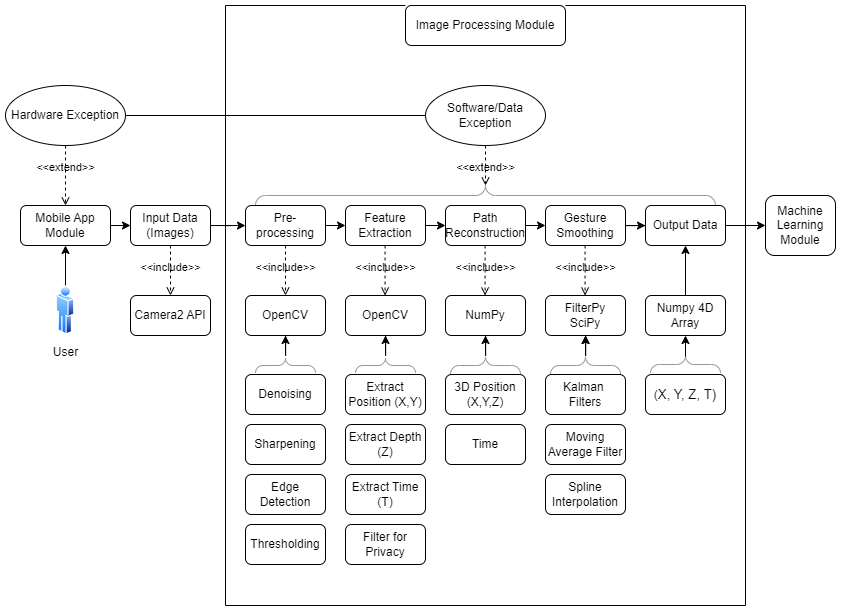 Image Processing Module
Hardware Exception
Software/Data
Exception
<<extend>>
<<extend>>
Mobile App
Module
Input Data
(Images)
Pre-
processing
Feature
Extraction
Path
Reconstruction
Gesture
Smoothing
Output Data
Machine
Learning
Module
<<include>>
<<include>>
<<include>>
<<include>>
<<include>>
User
Camera2 API
OpenCV
OpenCV
NumPy
FilterPy
SciPy
Numpy 4D
Array
Denoising
Extract
Position (X,Y)
3D Position
(X,Y,Z)
Kalman
Filters
(X, Y, Z, T)
Sharpening
Extract Depth
(Z)
Time
Moving
Average Filter
Edge
Detection
Extract Time
(T)
Spline
Interpolation
Thresholding
Filter for
Privacy